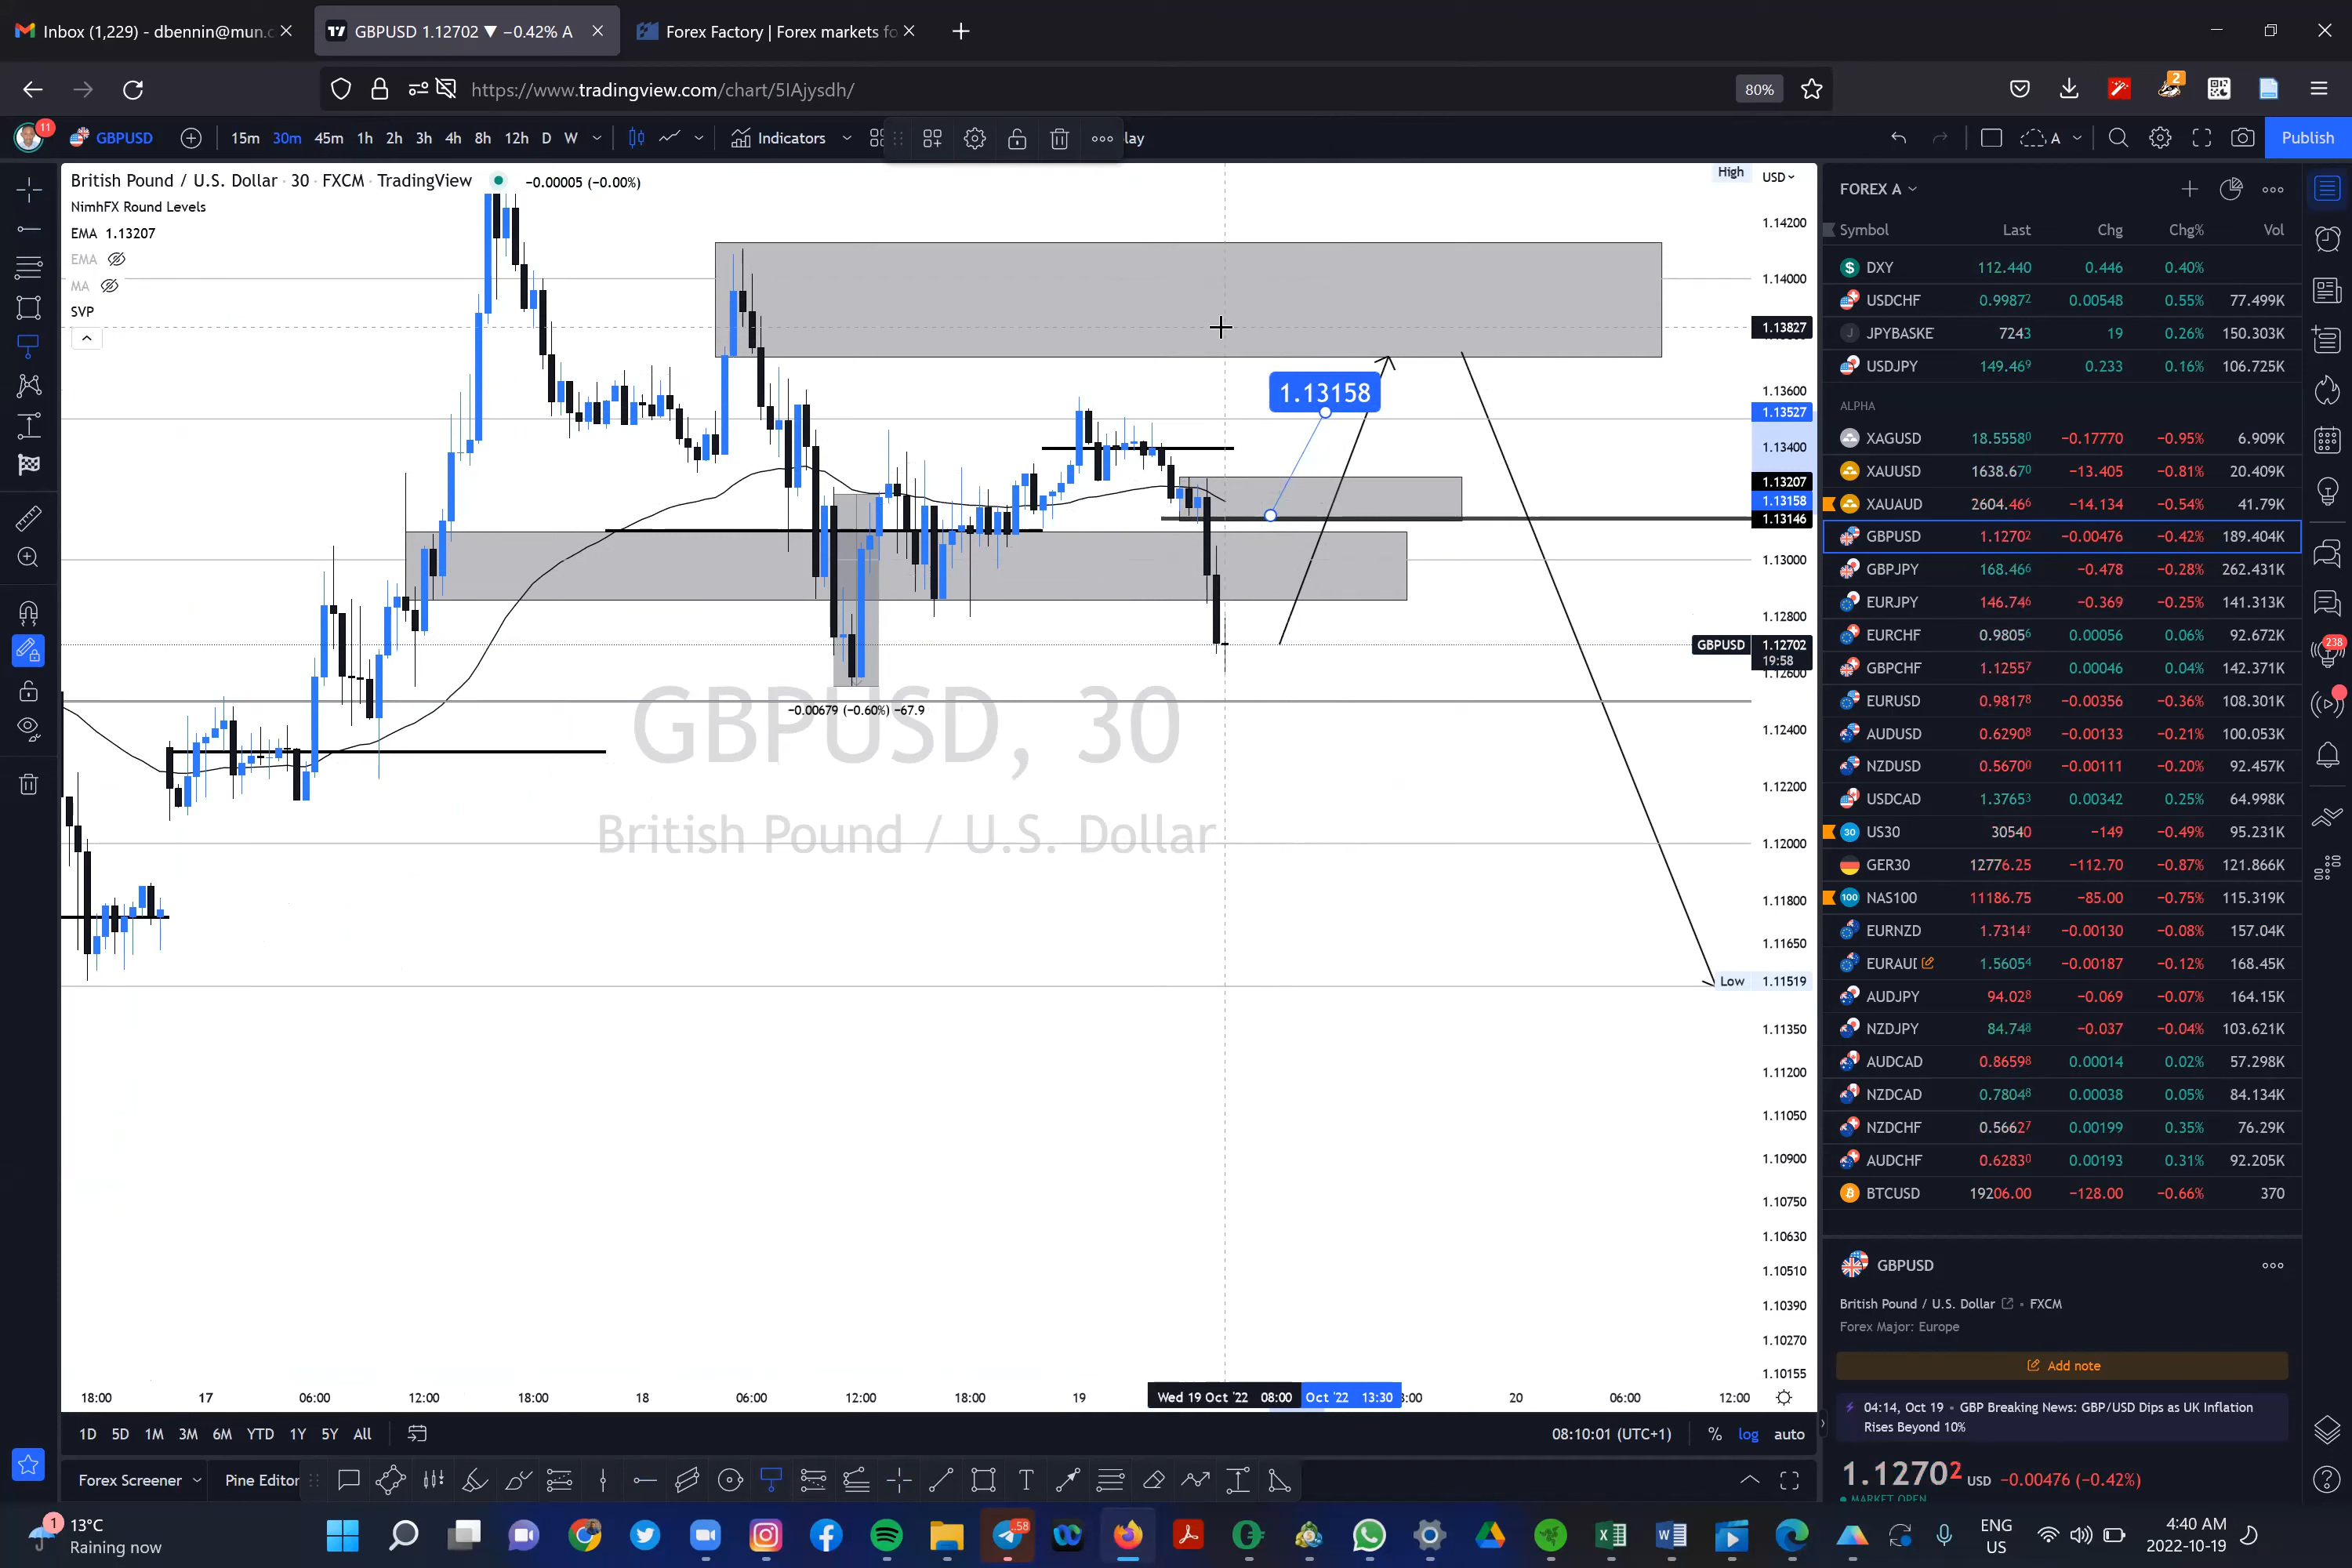 Inbox (1,229) - dbennin@mun.c
GBPUSD 1.12702 ▼ −0.42% A
Forex Factory | Forex markets fo
https://www.tradingview.com/chart/5IAjysdh/
80%
2
11
GBPUSD
15m 30m 45m 1h 2h 3h 4h 8h 12h D W
Indicators
lay
A
Publish
British Pound / U.S. Dollar · 30 · FXCM · TradingView
−0.00005 (−0.00%)
NimhFX Round Levels
EMA 1.13207
EMA
MA
SVP
High
USD
1.14200
1.14000
1.13827
1.13600
1.13527
1.13400
1.13207
1.13158
1.13146
1.13000
1.12800
GBPUSD 1.12702
19:58
1.12600
1.12400
1.12200
1.12000
1.11800
1.11650
Low 1.11519
1.11350
1.11200
1.11050
1.10900
1.10750
1.10630
1.10510
1.10390
1.10270
1.10155
1.13158
−0.00679 (−0.60%) −67.9
GBPUSD, 30
British Pound / U.S. Dollar
18:00 17 06:00 12:00 18:00 18 06:00 12:00 18:00 19 Wed 19 Oct '22 08:00 Oct '22 13:30 20 06:00 12:00
1D 5D 1M 3M 6M YTD 1Y 5Y All
08:10:01 (UTC+1) % log auto
Forex Screener
Pine Editor
FOREX A
Symbol Last Chg Chg% Vol
DXY 112.440 0.446 0.40%
USDCHF 0.99872 0.00548 0.55% 77.499K
JPYBASKE 7243 19 0.26% 150.303K
USDJPY 149.469 0.233 0.16% 106.725K
ALPHA
XAGUSD 18.55580 −0.17770 −0.95% 6.909K
XAUUSD 1638.670 −13.405 −0.81% 20.409K
XAUAUD 2604.466 −14.134 −0.54% 41.79K
GBPUSD 1.12702 −0.00476 −0.42% 189.404K
GBPJPY 168.466 −0.478 −0.28% 262.431K
EURJPY 146.746 −0.369 −0.25% 141.313K
EURCHF 0.98056 0.00056 0.06% 92.672K
GBPCHF 1.12557 0.00046 0.04% 142.371K
EURUSD 0.98178 −0.00356 −0.36% 108.301K
AUDUSD 0.62908 −0.00133 −0.21% 100.053K
NZDUSD 0.56700 −0.00111 −0.20% 92.457K
USDCAD 1.37653 0.00342 0.25% 64.998K
US30 30540 −149 −0.49% 95.231K
GER30 12776.25 −112.70 −0.87% 121.866K
NAS100 11186.75 −85.00 −0.75% 115.319K
EURNZD 1.73141 −0.00130 −0.08% 157.04K
EURAUD 1.56054 −0.00187 −0.12% 168.45K
AUDJPY 94.028 −0.069 −0.07% 164.15K
NZDJPY 84.748 −0.037 −0.04% 103.621K
AUDCAD 0.86598 0.00014 0.02% 57.298K
NZDCAD 0.78048 0.00038 0.05% 84.134K
NZDCHF 0.56627 0.00199 0.35% 76.29K
AUDCHF 0.62830 0.00193 0.31% 92.205K
BTCUSD 19206.00 −128.00 −0.66% 370
GBPUSD
British Pound / U.S. Dollar • FXCM
Forex Major: Europe
Add note
04:14, Oct 19 • GBP Breaking News: GBP/USD Dips as UK Inflation
Rises Beyond 10%
1.12702 USD −0.00476 (−0.42%)
MARKET OPEN
238
1
13°C
Raining now
58
ENG
US
4:40 AM
2022-10-19